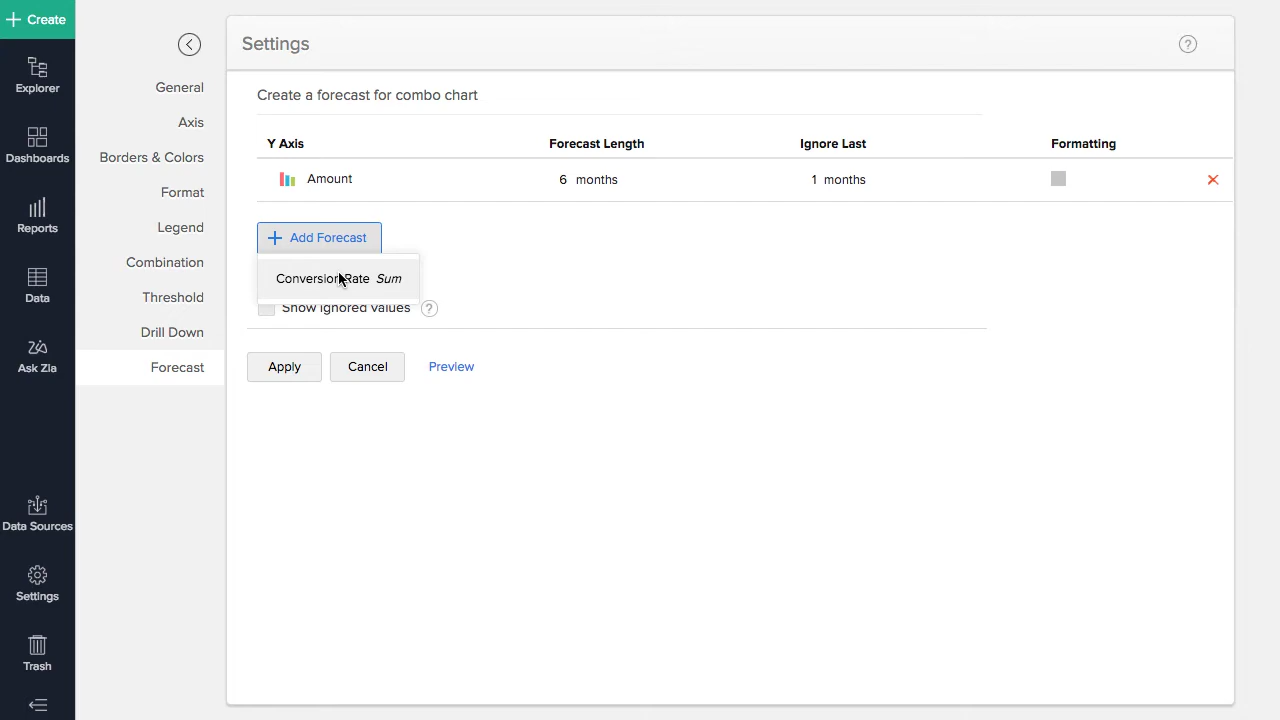 Create
Explorer
Dashboards
Reports
Data
Ask Zia
Data Sources
Settings
Trash
General
Axis
Borders & Colors
Format
Legend
Combination
Threshold
Drill Down
Forecast
Settings
?
Create a forecast for combo chart
Y Axis Forecast Length Ignore Last Formatting
Amount 6 months 1 months
+ Add Forecast
Conversion Rate Sum
Show ignored values ?
Apply Cancel Preview